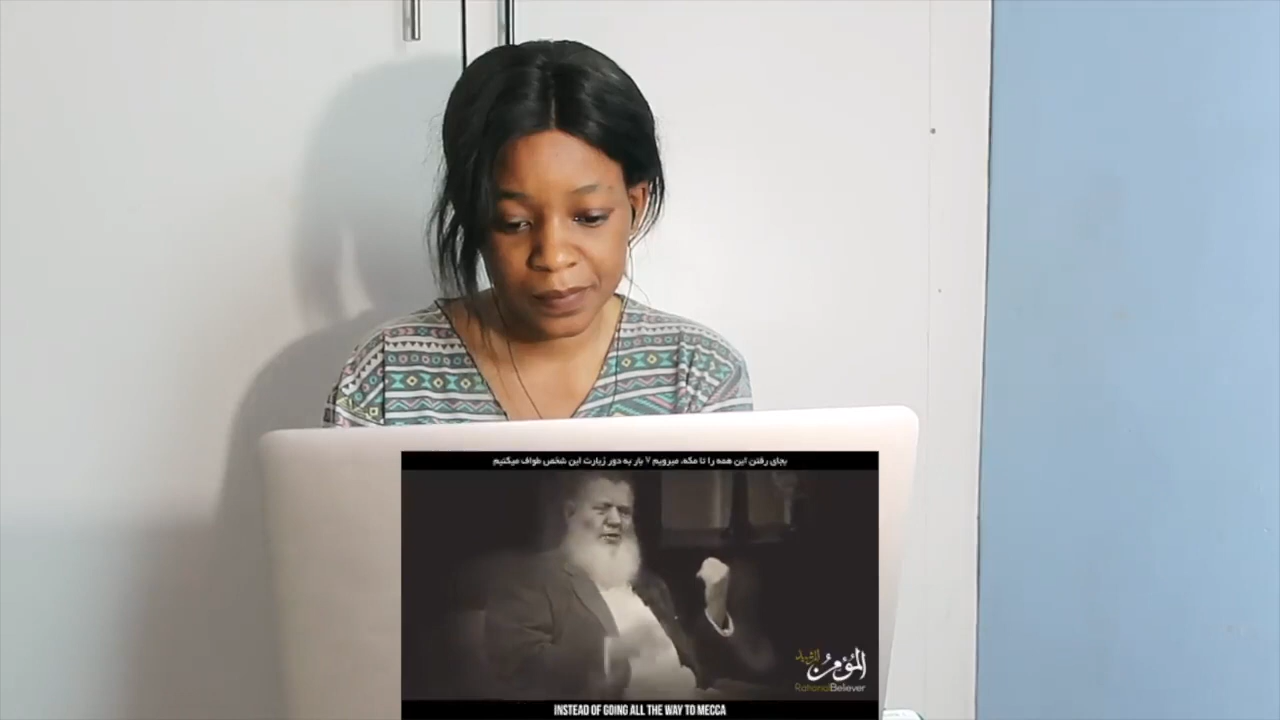 بجای رفتن این همه را تا مکه، میرویم ۷ بار به دور زیارت این شخص طواف میکنیم
المؤمن الرشيد
RationalBeliever
INSTEAD OF GOING ALL THE WAY TO MECCA